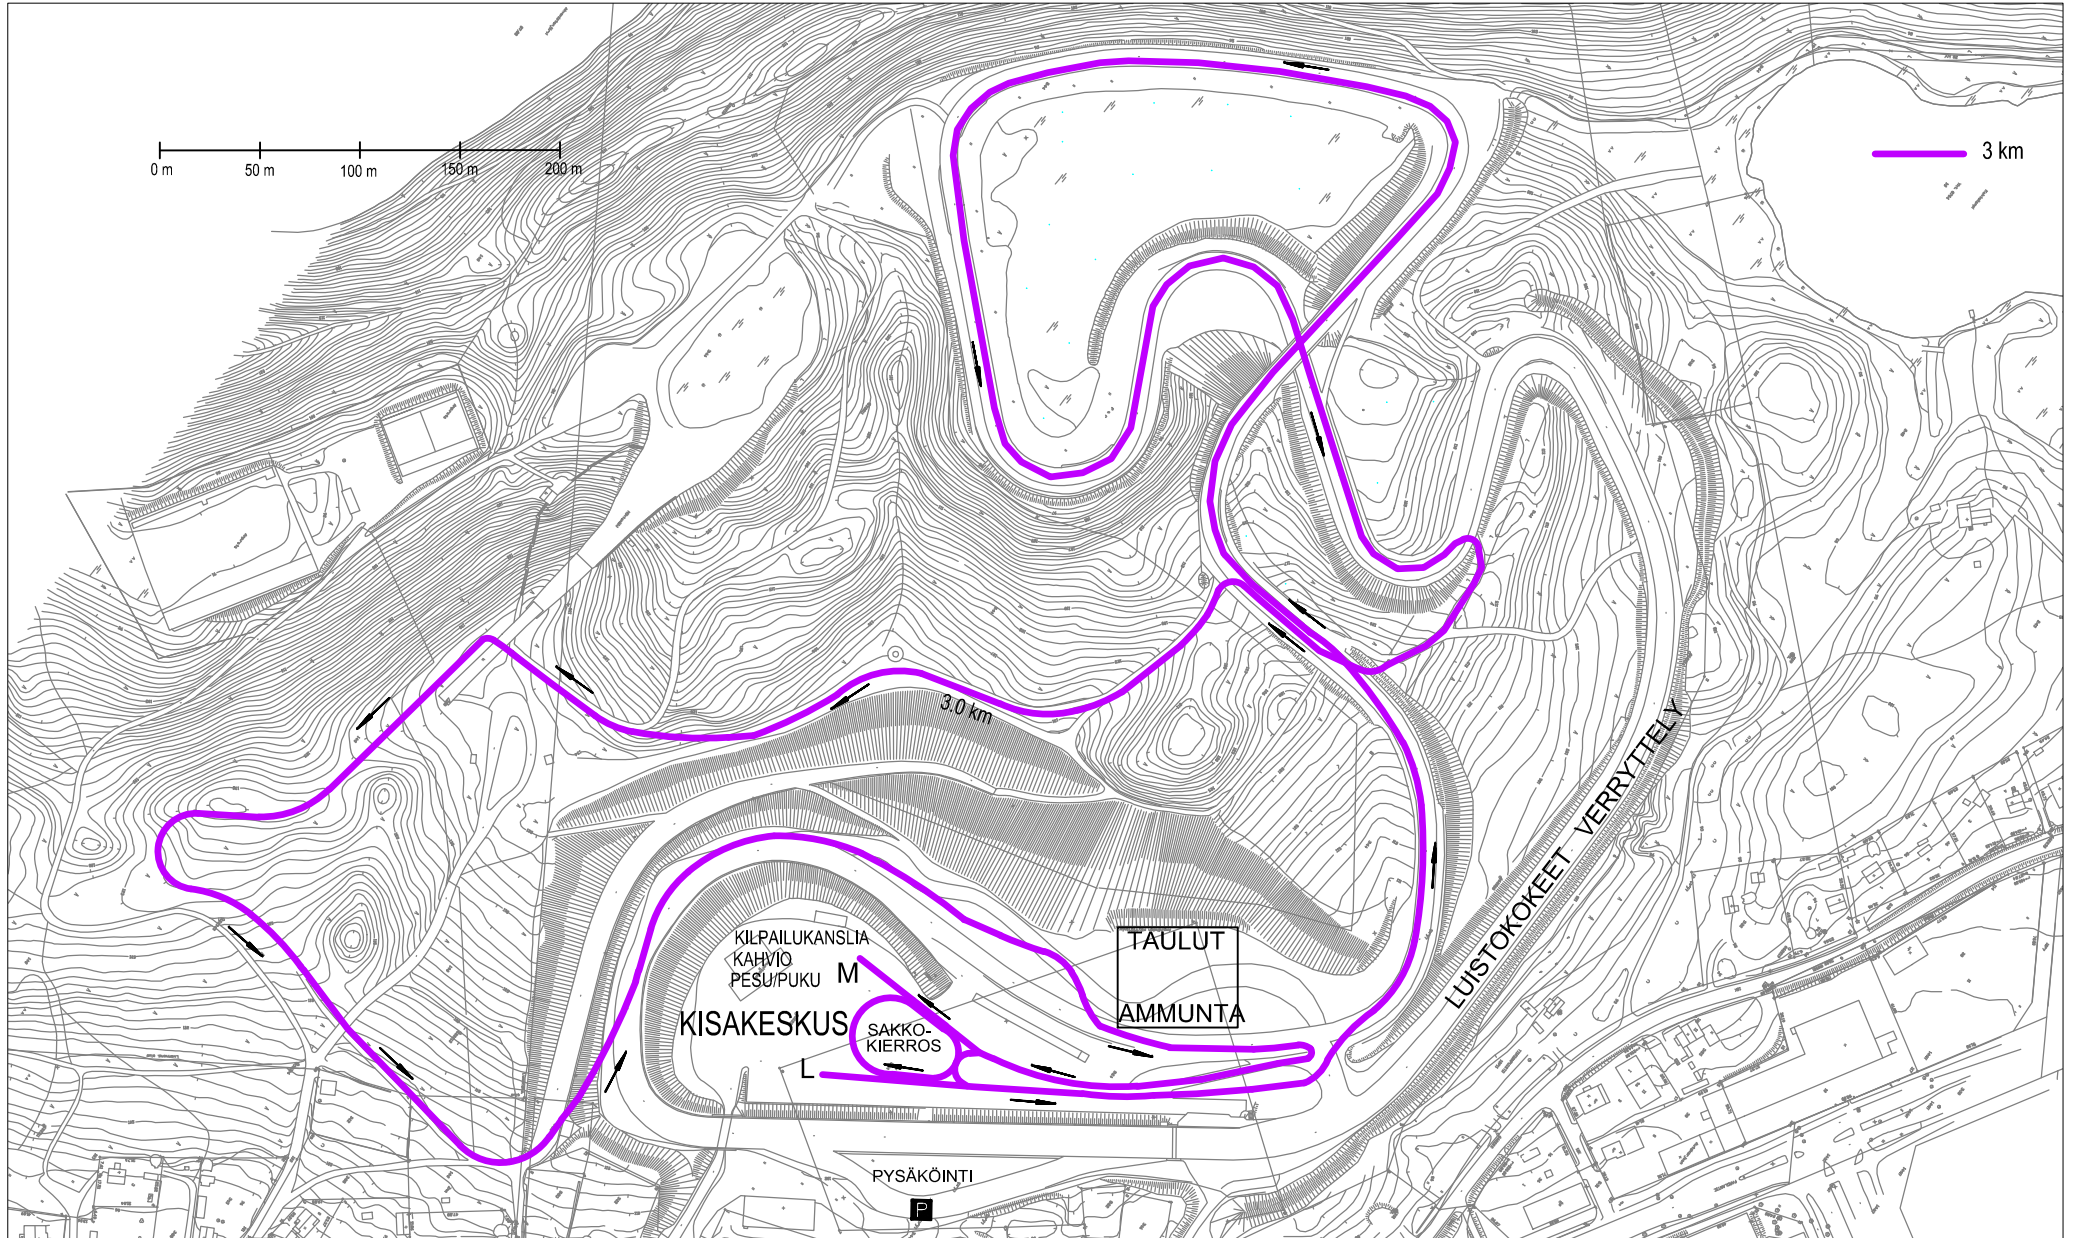 0 m
50 m
100 m
150 m
200 m
3 km
3.0 km
LUISTOKOKEET VERRYTTELY
TAULUT
AMMUNTA
KILPAILUKANSLIA
KAHVIO
PESU/PUKU
M
KISAKESKUS
SAKKO-
KIERROS
L
PYSÄKÖINTI
P